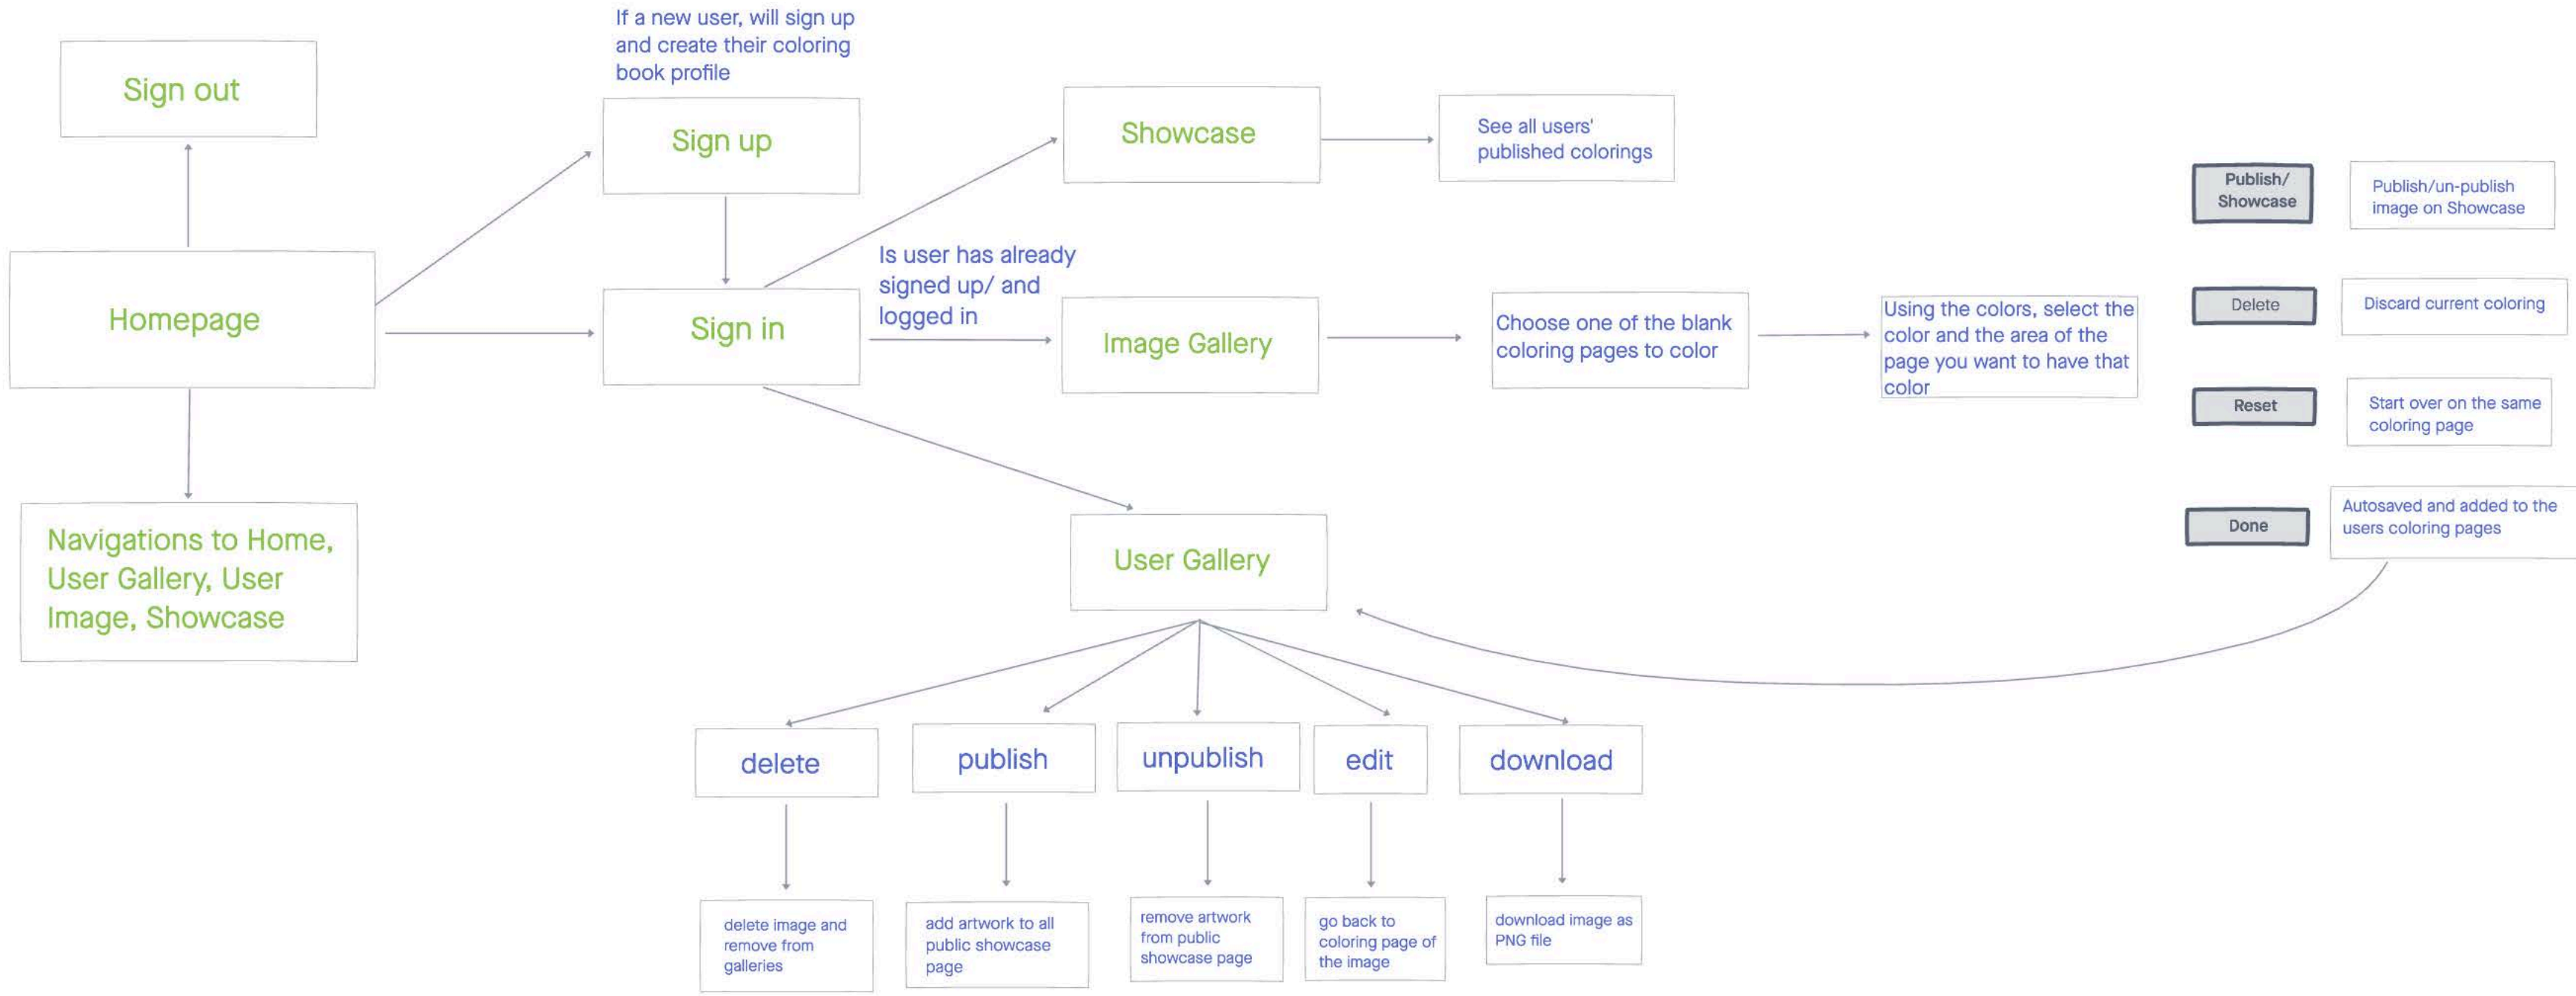 If a new user, will sign up
and create their coloring
book profile
Sign out
Sign up
Showcase
See all users'
published colorings
Publish/
Showcase
Publish/un-publish
image on Showcase
Homepage
Sign in
Is user has already
signed up/ and
logged in
Image Gallery
Choose one of the blank
coloring pages to color
Using the colors, select the
color and the area of the
page you want to have that
color
Delete
Discard current coloring
Reset
Start over on the same
coloring page
Done
Autosaved and added to the
users coloring pages
Navigations to Home,
User Gallery, User
Image, Showcase
User Gallery
delete
publish
unpublish
edit
download
delete image and
remove from
galleries
add artwork to all
public showcase
page
remove artwork
from public
showcase page
go back to
coloring page of
the image
download image as
PNG file